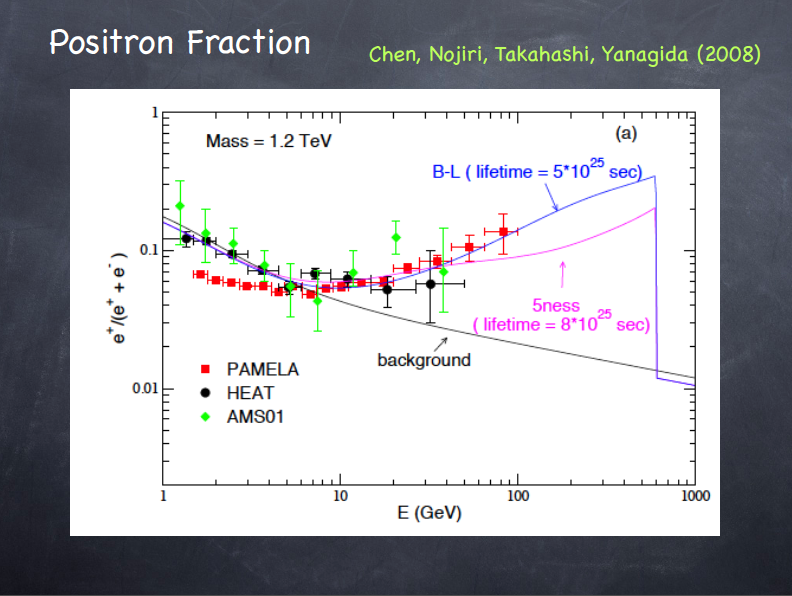 Positron Fraction
Chen, Nojiri, Takahashi, Yanagida (2008)
1
Mass = 1.2 TeV
(a)
B-L ( lifetime = 5*10^25 sec)
0.1
e⁺/(e⁺ + e⁻)
5ness
( lifetime = 8*10^25 sec)
background
PAMELA
0.01
HEAT
AMS01
1 10 100 1000
E (GeV)